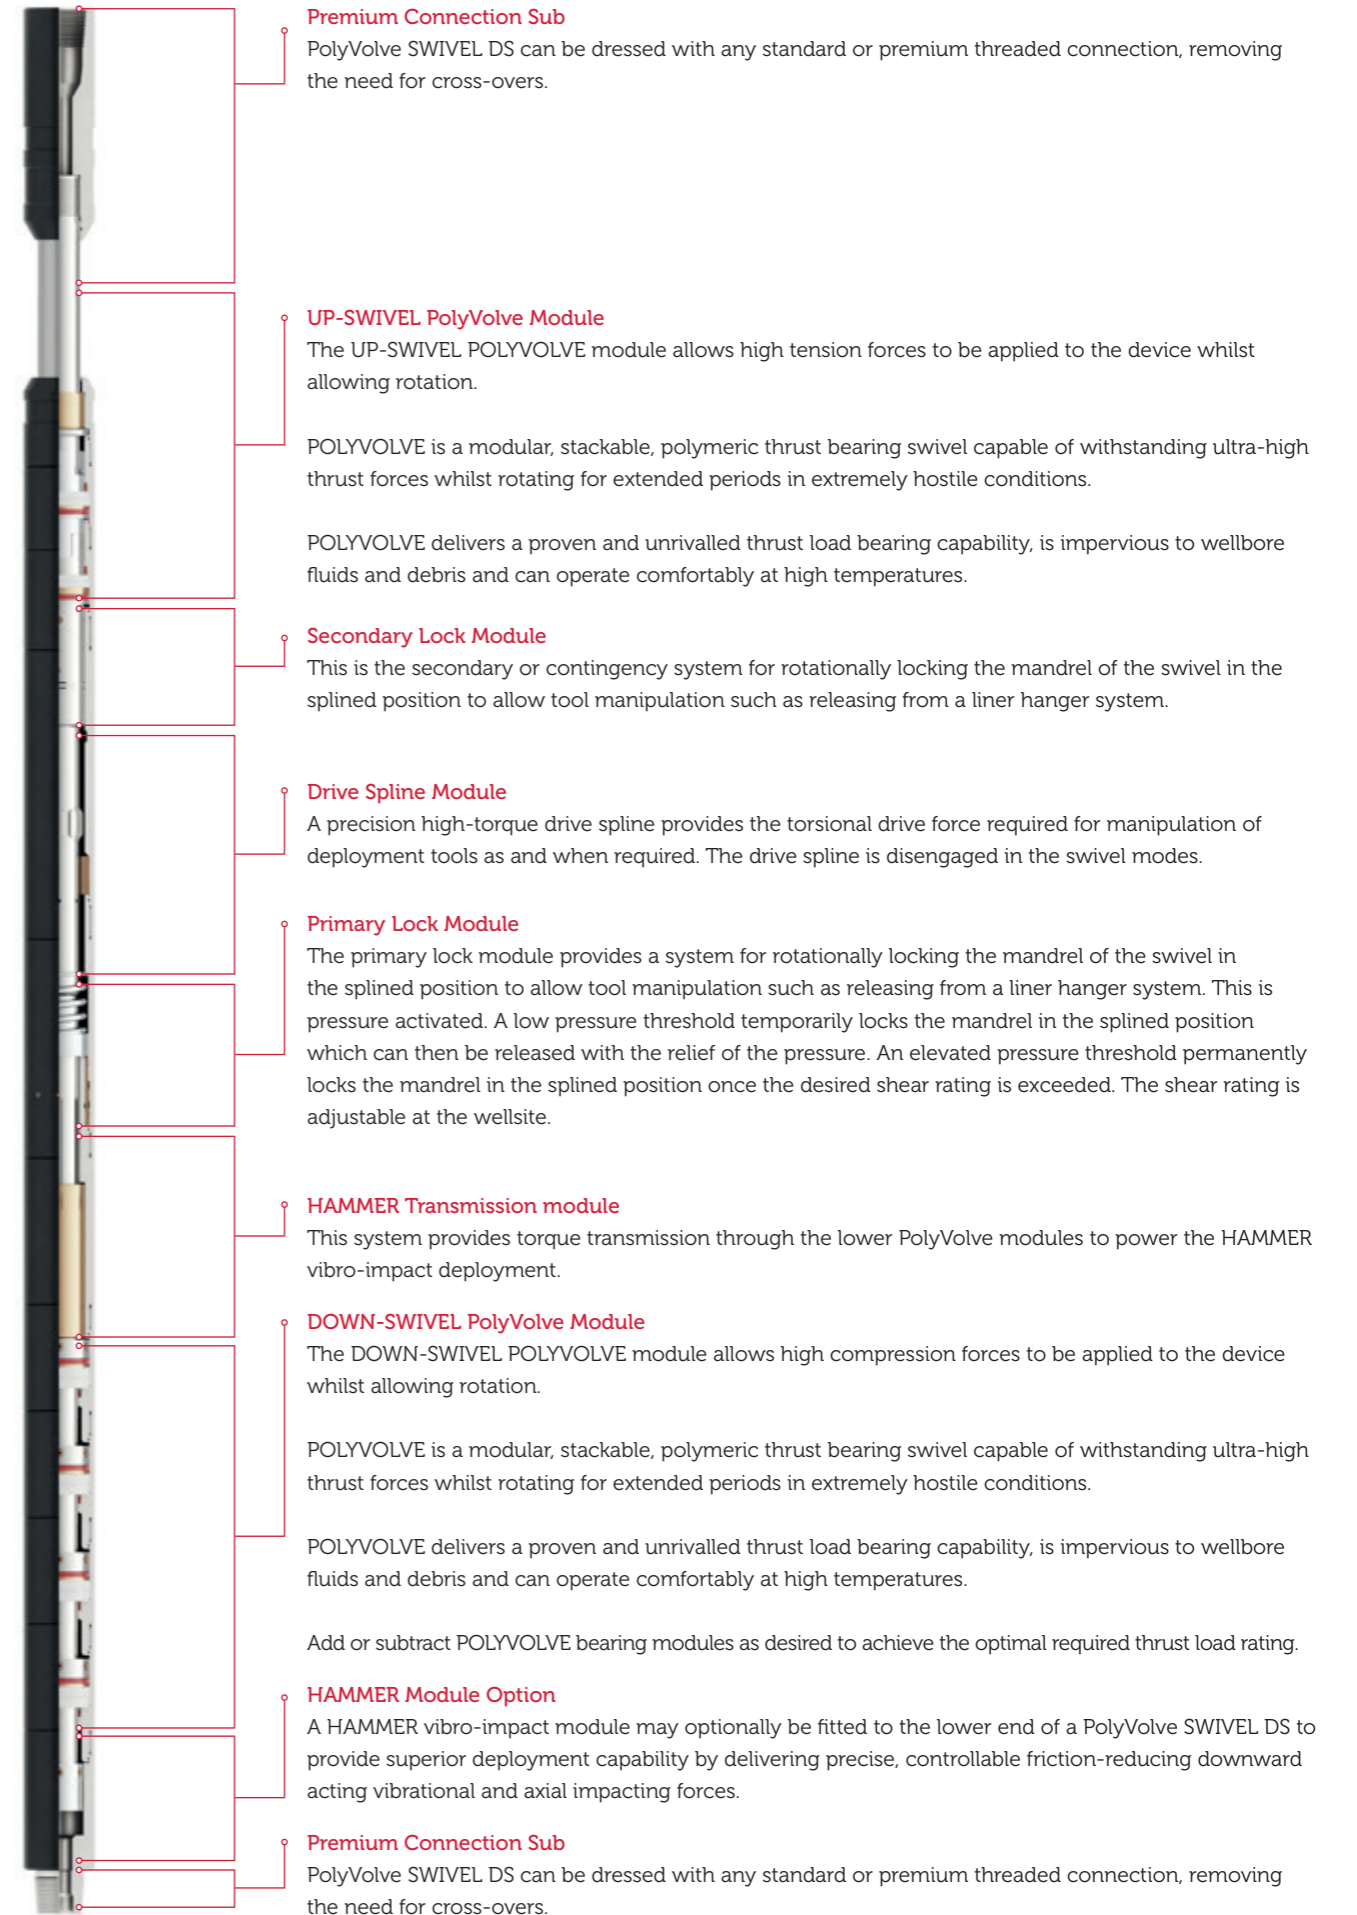 Premium Connection Sub
PolyVolve SWIVEL DS can be dressed with any standard or premium threaded connection, removing
the need for cross-overs.
UP-SWIVEL PolyVolve Module
The UP-SWIVEL POLYVOLVE module allows high tension forces to be applied to the device whilst
allowing rotation.
POLYVOLVE is a modular, stackable, polymeric thrust bearing swivel capable of withstanding ultra-high
thrust forces whilst rotating for extended periods in extremely hostile conditions.
POLYVOLVE delivers a proven and unrivalled thrust load bearing capability, is impervious to wellbore
fluids and debris and can operate comfortably at high temperatures.
Secondary Lock Module
This is the secondary or contingency system for rotationally locking the mandrel of the swivel in the
splined position to allow tool manipulation such as releasing from a liner hanger system.
Drive Spline Module
A precision high-torque drive spline provides the torsional drive force required for manipulation of
deployment tools as and when required. The drive spline is disengaged in the swivel modes.
Primary Lock Module
The primary lock module provides a system for rotationally locking the mandrel of the swivel in
the splined position to allow tool manipulation such as releasing from a liner hanger system. This is
pressure activated. A low pressure threshold temporarily locks the mandrel in the splined position
which can then be released with the relief of the pressure. An elevated pressure threshold permanently
locks the mandrel in the splined position once the desired shear rating is exceeded. The shear rating is
adjustable at the wellsite.
HAMMER Transmission module
This system provides torque transmission through the lower PolyVolve modules to power the HAMMER
vibro-impact deployment.
DOWN-SWIVEL PolyVolve Module
The DOWN-SWIVEL POLYVOLVE module allows high compression forces to be applied to the device
whilst allowing rotation.
POLYVOLVE is a modular, stackable, polymeric thrust bearing swivel capable of withstanding ultra-high
thrust forces whilst rotating for extended periods in extremely hostile conditions.
POLYVOLVE delivers a proven and unrivalled thrust load bearing capability, is impervious to wellbore
fluids and debris and can operate comfortably at high temperatures.
Add or subtract POLYVOLVE bearing modules as desired to achieve the optimal required thrust load rating.
HAMMER Module Option
A HAMMER vibro-impact module may optionally be fitted to the lower end of a PolyVolve SWIVEL DS to
provide superior deployment capability by delivering precise, controllable friction-reducing downward
acting vibrational and axial impacting forces.
Premium Connection Sub
PolyVolve SWIVEL DS can be dressed with any standard or premium threaded connection, removing
the need for cross-overs.